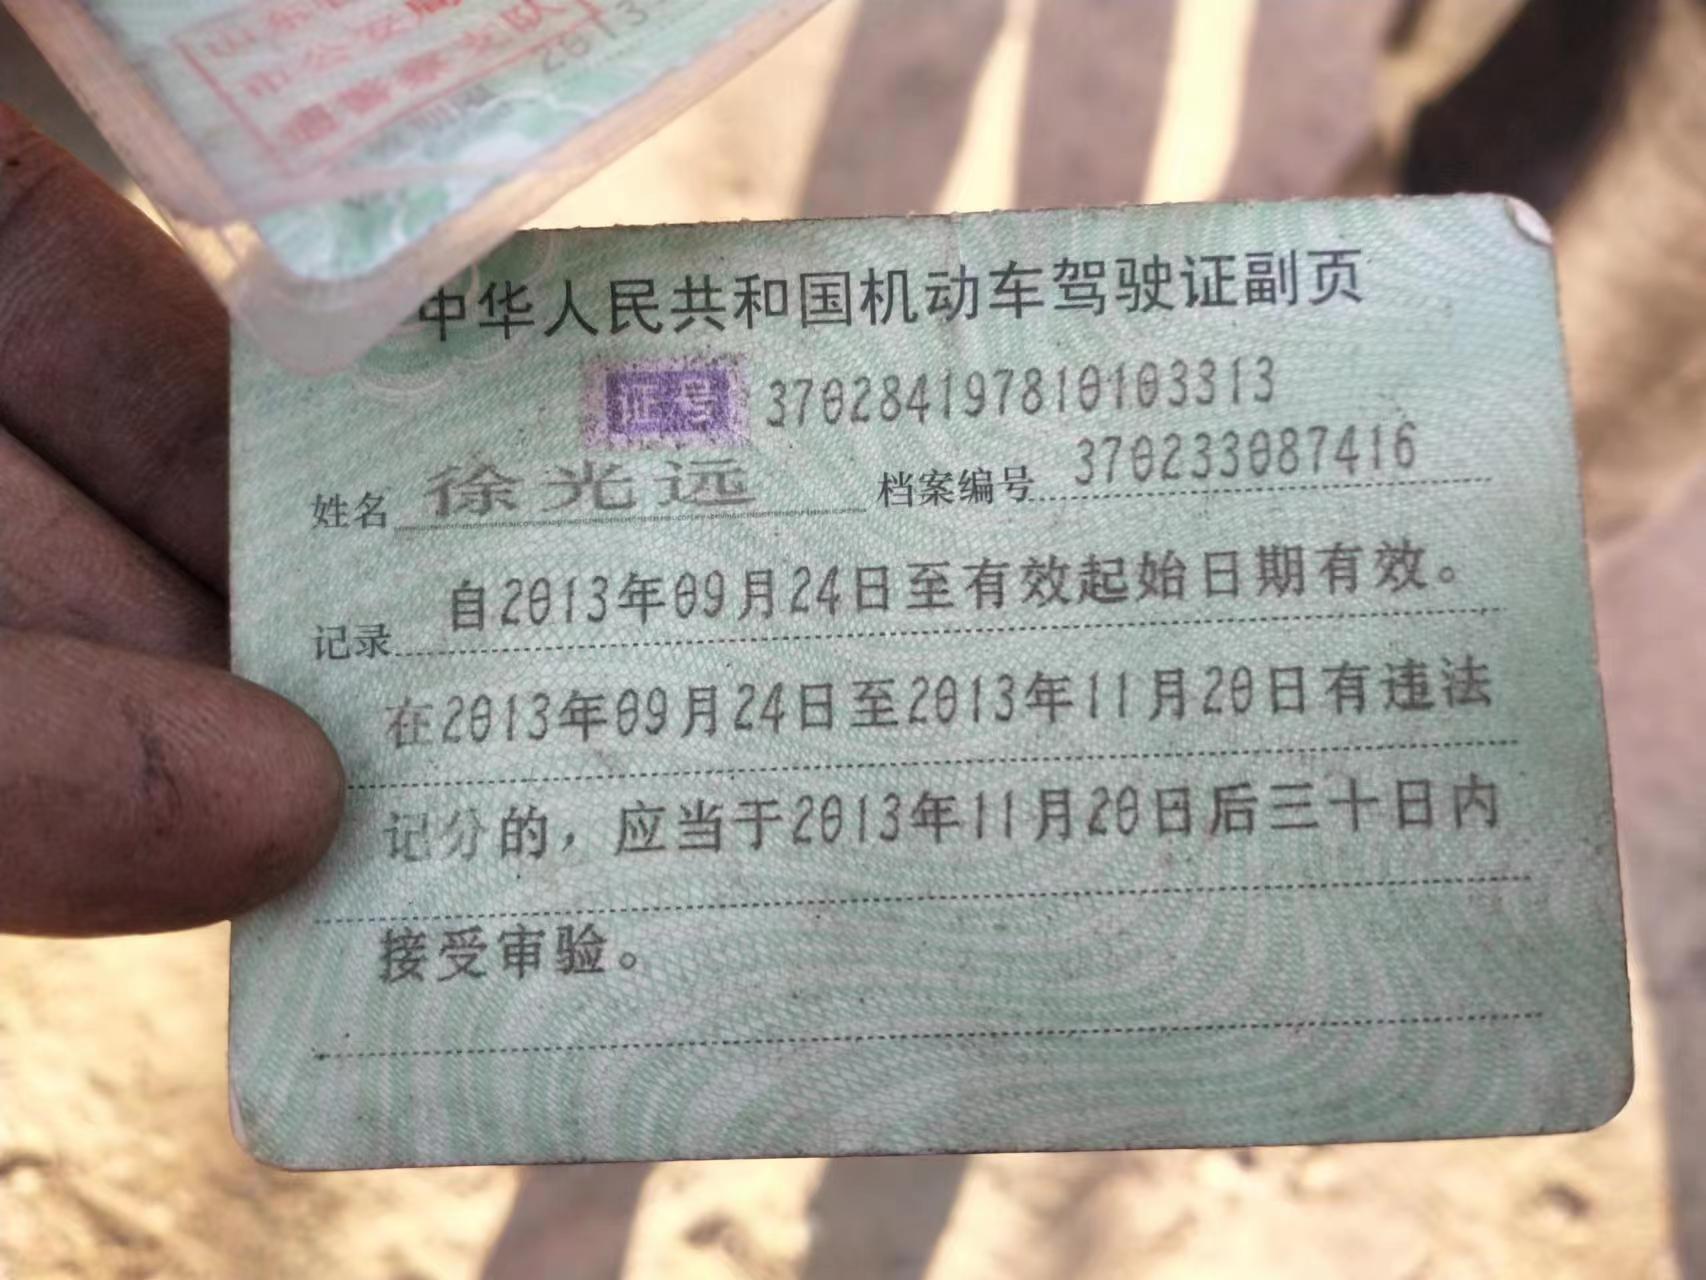 市公安局
2013
中华人民共和国机动车驾驶证副页
证号 370284197810103313
姓名 徐光远 档案编号 370233087416
记录 自2013年09月24日至有效起始日期有效。
在2013年09月24日至2013年11月20日有违法
记分的，应当于2013年11月20日后三十日内
接受审验。